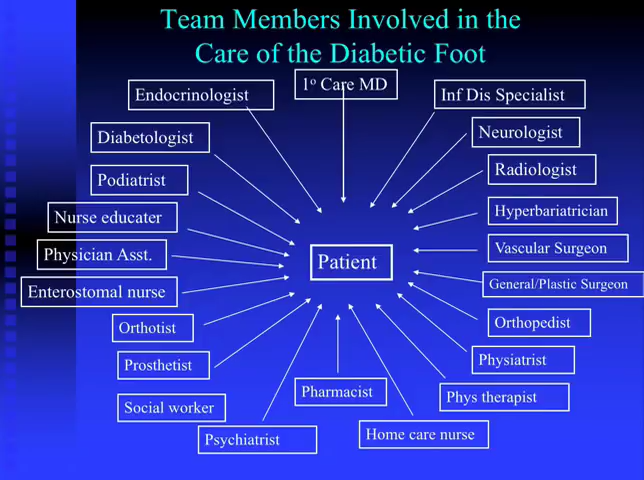 Team Members Involved in the
Care of the Diabetic Foot
1º Care MD
Endocrinologist
Inf Dis Specialist
Diabetologist
Neurologist
Podiatrist
Radiologist
Nurse educater
Hyperbariatrician
Physician Asst.
Vascular Surgeon
Patient
Enterostomal nurse
General/Plastic Surgeon
Orthotist
Orthopedist
Prosthetist
Physiatrist
Social worker
Pharmacist
Phys therapist
Psychiatrist
Home care nurse